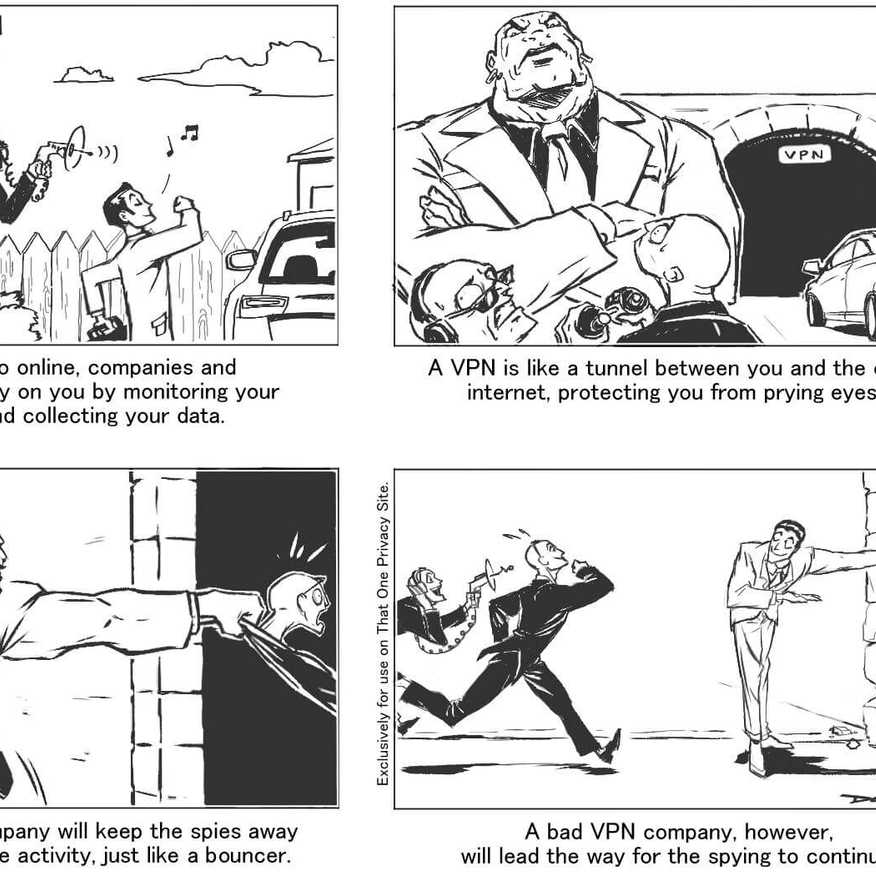 o online, companies and
y on you by monitoring your
d collecting your data.
VPN
A VPN is like a tunnel between you and the
internet, protecting you from prying eyes
pany will keep the spies away
e activity, just like a bouncer.
Exclusively for use on That One Privacy Site.
A bad VPN company, however,
will lead the way for the spying to continu